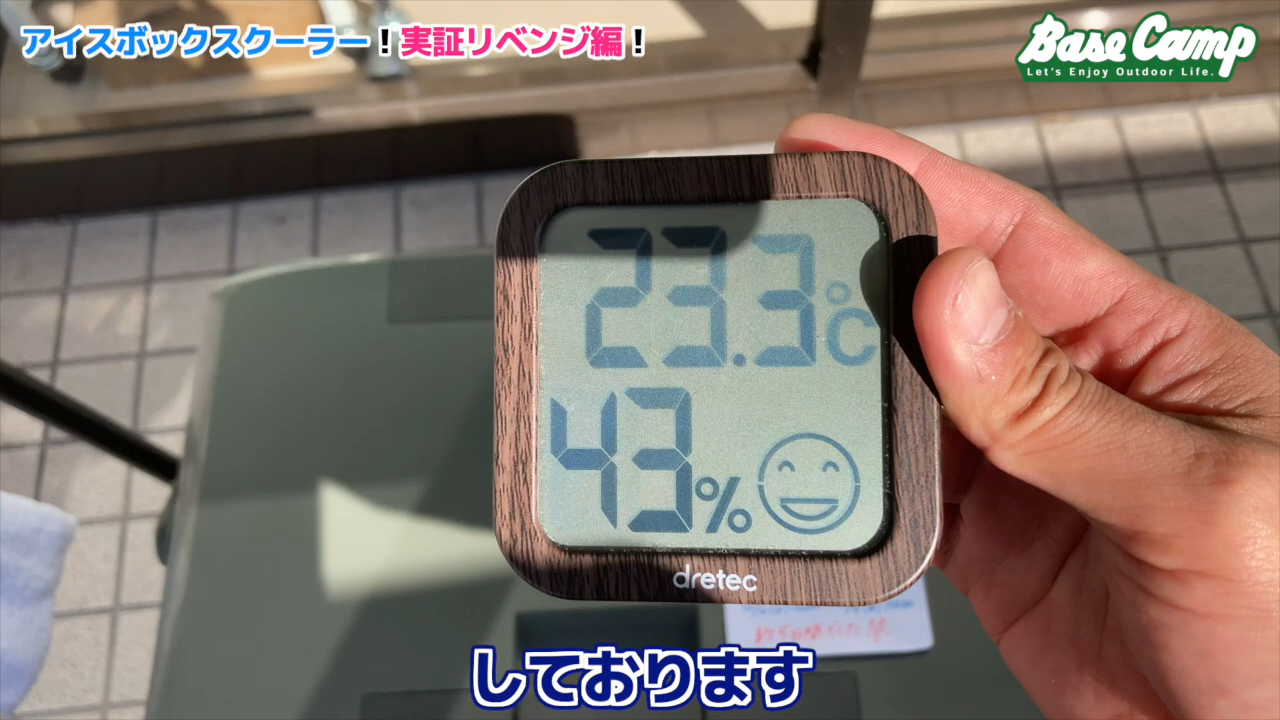 アイスボックスクーラー！実証リベンジ編！
Base Camp
Let's Enjoy Outdoor Life.
23.3℃
43%
dretec
しております